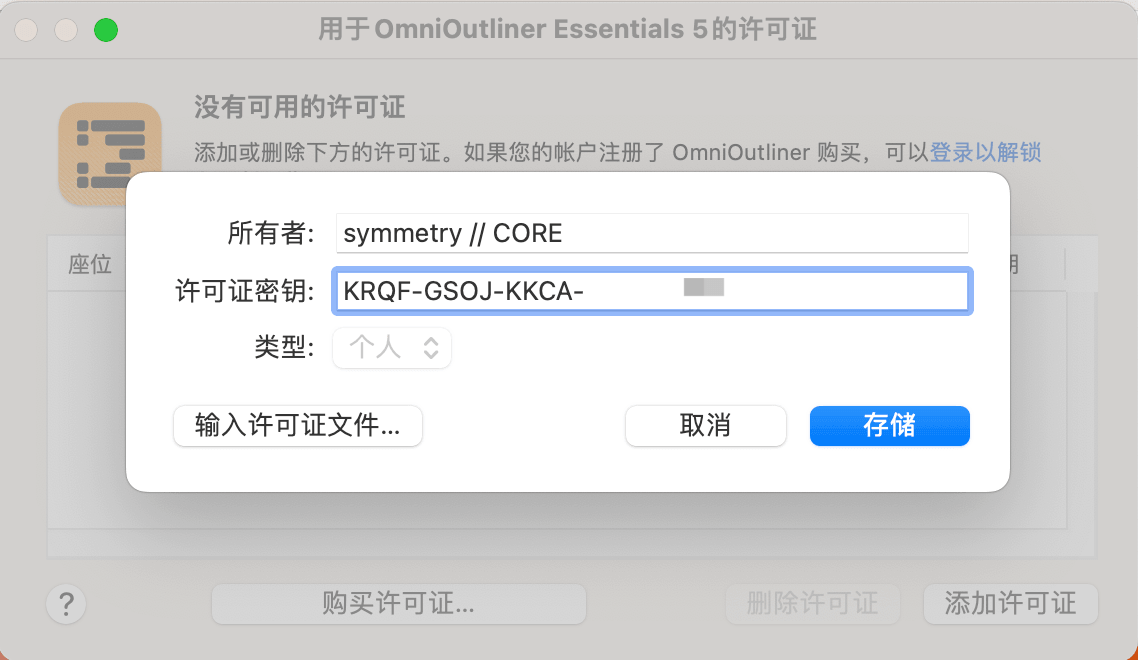 用于 OmniOutliner Essentials 5 的许可证
没有可用的许可证
添加或删除下方的许可证。如果您的帐户注册了 OmniOutliner 购买，可以登录以解锁
座位
期
所有者:
symmetry // CORE
许可证密钥:
KRQF-GSOJ-KKCA-
类型:
个人
输入许可证文件...
取消
存储
?
购买许可证...
删除许可证
添加许可证